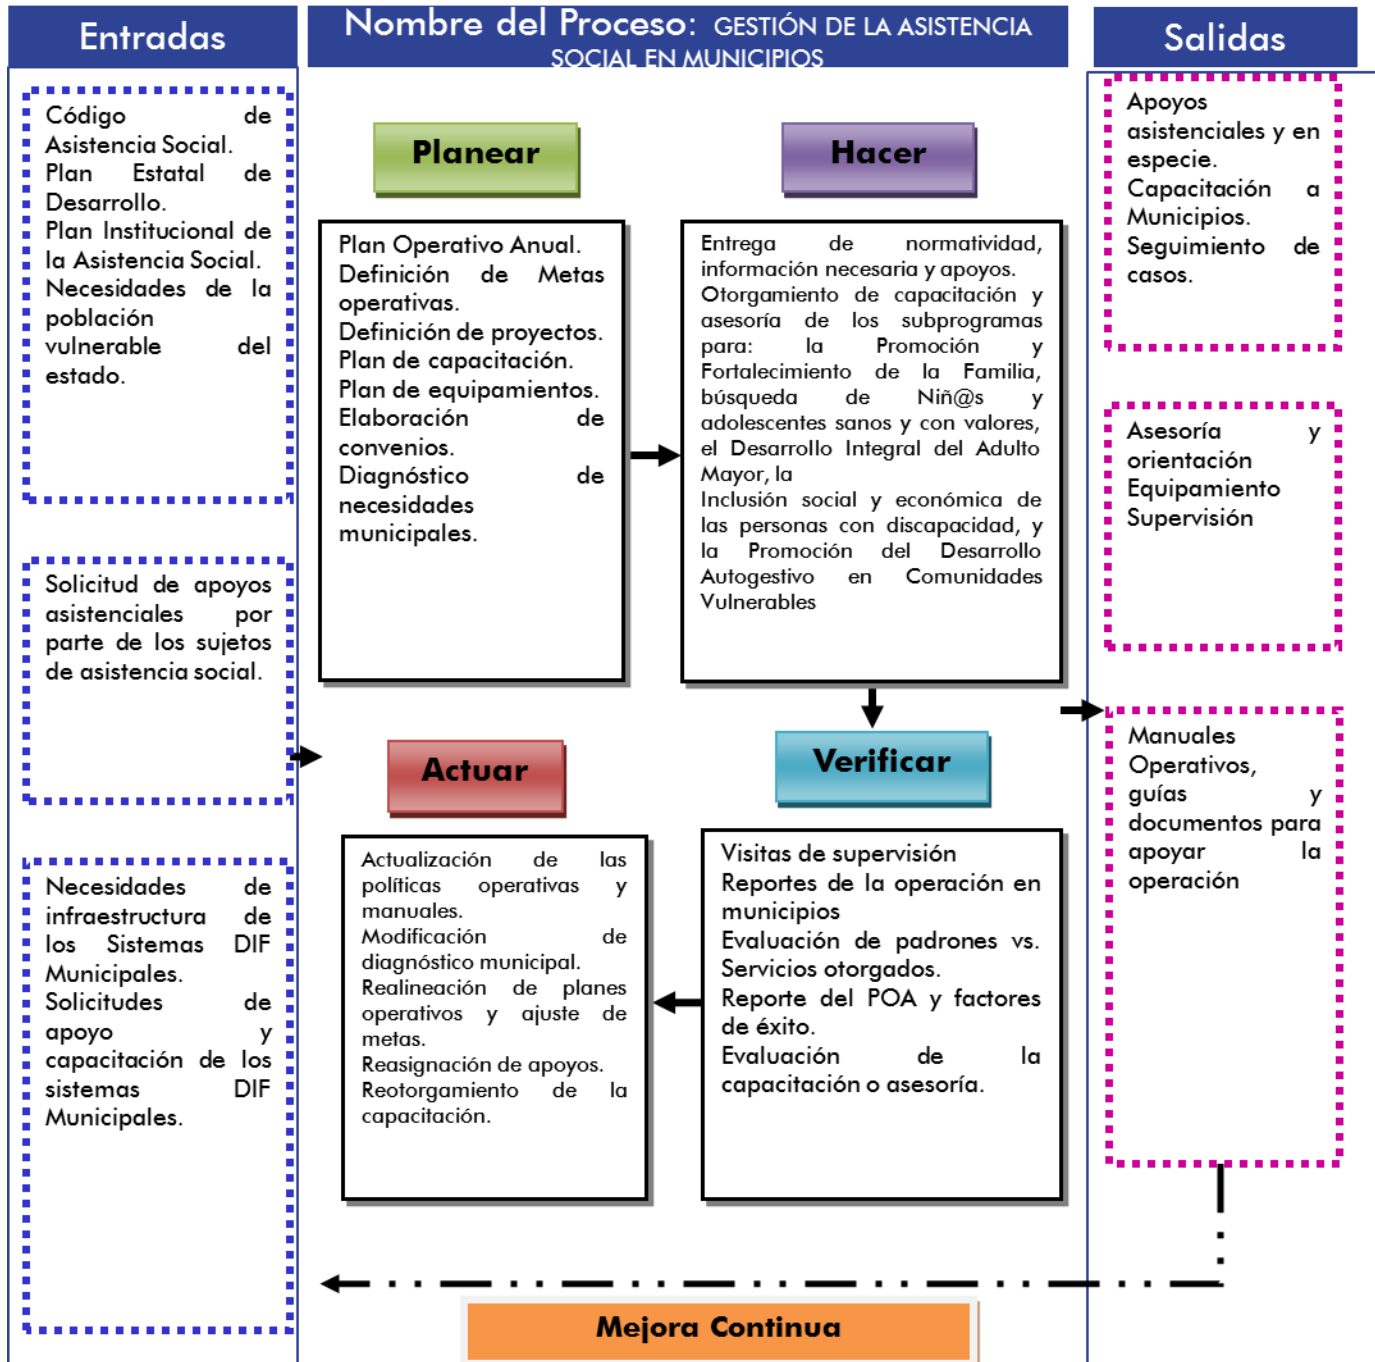 Entradas
Nombre del Proceso: GESTIÓN DE LA ASISTENCIA
SOCIAL EN MUNICIPIOS
Salidas
Código de
Asistencia Social.
Plan Estatal de
Desarrollo.
Plan Institucional de
la Asistencia Social.
Necesidades de la
población
vulnerable del
estado.
Solicitud de apoyos
asistenciales por
parte de los sujetos
de asistencia social.
Necesidades de
infraestructura de
los Sistemas DIF
Municipales.
Solicitudes de
apoyo y
capacitación de los
sistemas DIF
Municipales.
Planear
Plan Operativo Anual.
Definición de Metas
operativas.
Definición de proyectos.
Plan de capacitación.
Plan de equipamientos.
Elaboración de
convenios.
Diagnóstico de
necesidades
municipales.
Hacer
Entrega de normatividad,
información necesaria y apoyos.
Otorgamiento de capacitación y
asesoría de los subprogramas
para: la Promoción y
Fortalecimiento de la Familia,
búsqueda de Niñ@s y
adolescentes sanos y con valores,
el Desarrollo Integral del Adulto
Mayor, la
Inclusión social y económica de
las personas con discapacidad, y
la Promoción del Desarrollo
Autogestivo en Comunidades
Vulnerables
Actuar
Actualización de las
políticas operativas y
manuales.
Modificación de
diagnóstico municipal.
Realineación de planes
operativos y ajuste de
metas.
Reasignación de apoyos.
Reotorgamiento de la
capacitación.
Verificar
Visitas de supervisión
Reportes de la operación en
municipios
Evaluación de padrones vs.
Servicios otorgados.
Reporte del POA y factores
de éxito.
Evaluación de la
capacitación o asesoría.
Apoyos
asistenciales y en
especie.
Capacitación a
Municipios.
Seguimiento de
casos.
Asesoría y
orientación
Equipamiento
Supervisión
Manuales
Operativos,
guías y
documentos para
apoyar la
operación
Mejora Continua